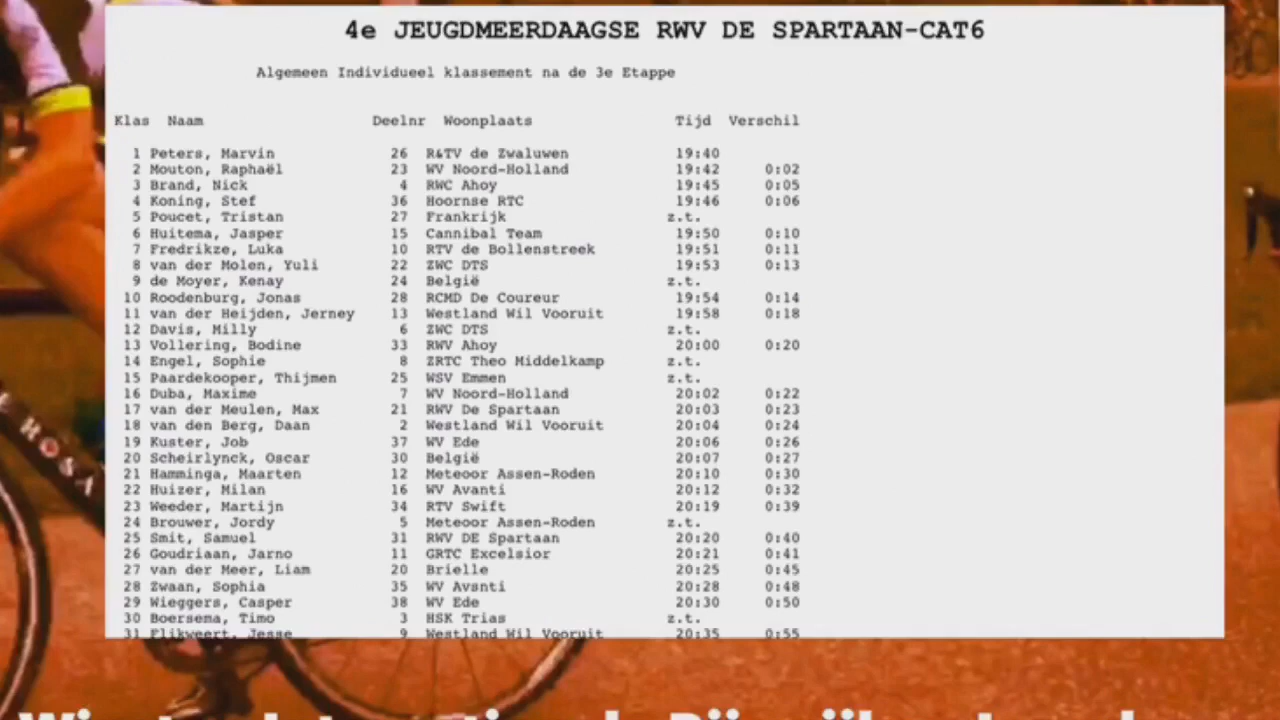 4e JEUGDMEERDAAGSE RWV DE SPARTAAN-CAT6
Algemeen Individueel klassement na de 3e Etappe
Klas Naam Deelnr Woonplaats Tijd Verschil
1 Peters, Marvin 26 R&TV de Zwaluwen 19:40
2 Mouton, Raphaël 23 WV Noord-Holland 19:42 0:02
3 Brand, Nick 4 RWC Ahoy 19:45 0:05
4 Koning, Stef 36 Hoornse RTC 19:46 0:06
5 Poucet, Tristan 27 Frankrijk z.t.
6 Huitema, Jasper 15 Cannibal Team 19:50 0:10
7 Fredrikze, Luka 10 RTV de Bollenstreek 19:51 0:11
8 van der Molen, Yuli 22 ZWC DTS 19:53 0:13
9 de Moyer, Kenay 24 België z.t.
10 Roodenburg, Jonas 28 RCMD De Coureur 19:54 0:14
11 van der Heijden, Jerney 13 Westland Wil Vooruit 19:58 0:18
12 Davis, Milly 6 ZWC DTS z.t.
13 Vollering, Bodine 33 RWV Ahoy 20:00 0:20
14 Engel, Sophie 8 ZRTC Theo Middelkamp z.t.
15 Paardekooper, Thijmen 25 WSV Emmen z.t.
16 Duba, Maxime 7 WV Noord-Holland 20:02 0:22
17 van der Meulen, Max 21 RWV De Spartaan 20:03 0:23
18 van den Berg, Daan 2 Westland Wil Vooruit 20:04 0:24
19 Kuster, Job 37 WV Ede 20:06 0:26
20 Scheirlynck, Oscar 30 België 20:07 0:27
21 Hamminga, Maarten 12 Meteoor Assen-Roden 20:10 0:30
22 Huizer, Milan 16 WV Avanti 20:12 0:32
23 Weeder, Martijn 34 RTV Swift 20:19 0:39
24 Brouwer, Jordy 5 Meteoor Assen-Roden z.t.
25 Smit, Samuel 31 RWV DE Spartaan 20:20 0:40
26 Goudriaan, Jarno 11 GRTC Excelsior 20:21 0:41
27 van der Meer, Liam 20 Brielle 20:25 0:45
28 Zwaan, Sophia 35 WV Avsnti 20:28 0:48
29 Wieggers, Casper 38 WV Ede 20:30 0:50
30 Boersema, Timo 3 HSK Trias z.t.
31 Flikweert, Jesse 9 Westland Wil Vooruit 20:35 0:55